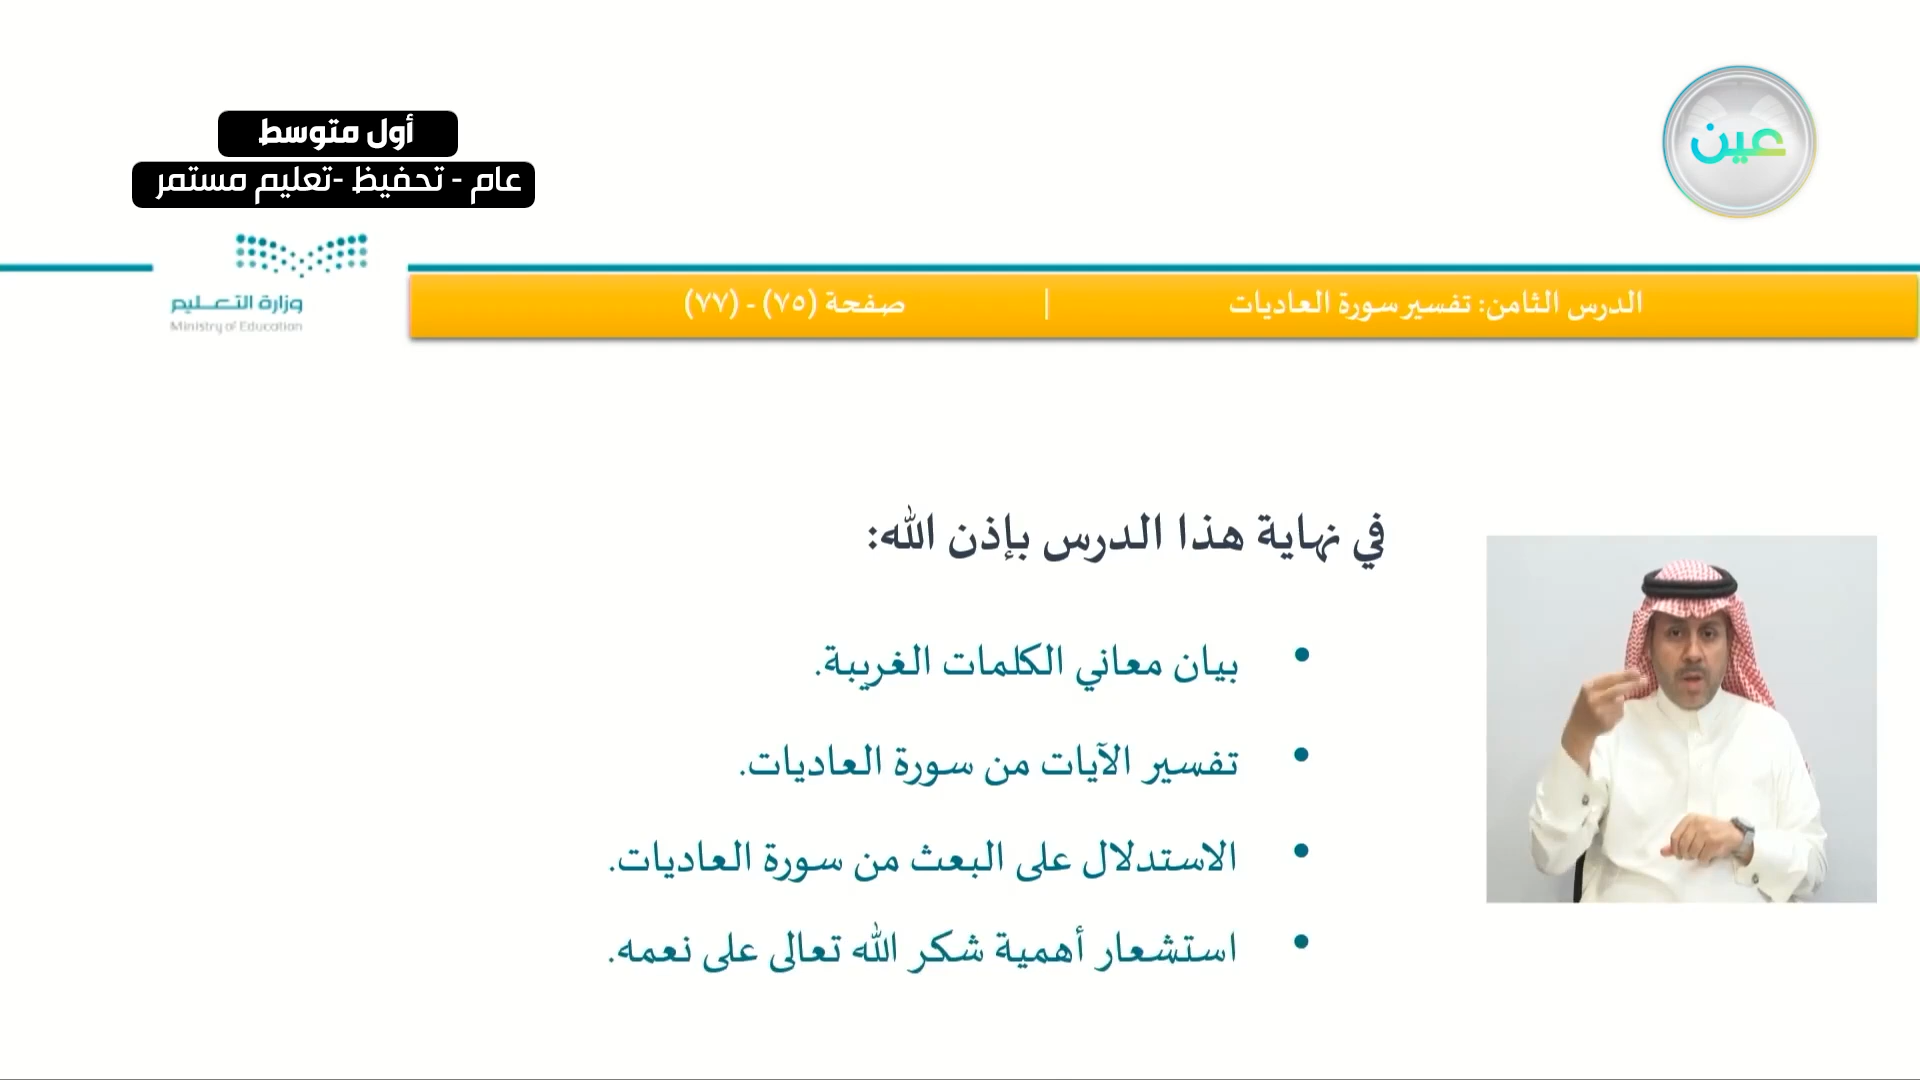 عين
أول متوسط
عام - تحفيظ -تعليم مستمر
وزارة التعليم
Ministry of Education
الدرس الثامن: تفسير سورة العاديات | صفحة (٧٥) - (٧٧)
في نهاية هذا الدرس بإذن الله:
• بيان معاني الكلمات الغريبة.
• تفسير الآيات من سورة العاديات.
• الاستدلال على البعث من سورة العاديات.
• استشعار أهمية شكر الله تعالى على نعمه.